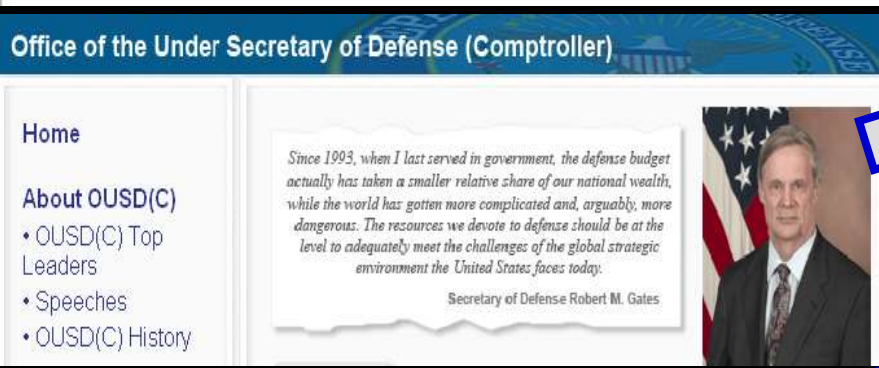 Office of the Under Secretary of Defense (Comptroller)
Home
About OUSD(C)
• OUSD(C) Top
Leaders
• Speeches
• OUSD(C) History
Since 1993, when I last served in government, the defense budget
actually has taken a smaller relative share of our national wealth,
while the world has gotten more complicated and, arguably, more
dangerous. The resources we devote to defense should be at the
level to adequately meet the challenges of the global strategic
environment the United States faces today.
Secretary of Defense Robert M. Gates